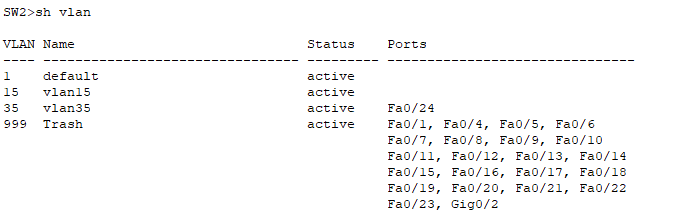 SW2>sh vlan
VLAN Name                             Status    Ports
---- -------------------------------- --------- -------------------------------
1    default                          active
15   vlan15                           active
35   vlan35                           active    Fa0/24
999  Trash                            active    Fa0/1, Fa0/4, Fa0/5, Fa0/6
                                                Fa0/7, Fa0/8, Fa0/9, Fa0/10
                                                Fa0/11, Fa0/12, Fa0/13, Fa0/14
                                                Fa0/15, Fa0/16, Fa0/17, Fa0/18
                                                Fa0/19, Fa0/20, Fa0/21, Fa0/22
                                                Fa0/23, Gig0/2